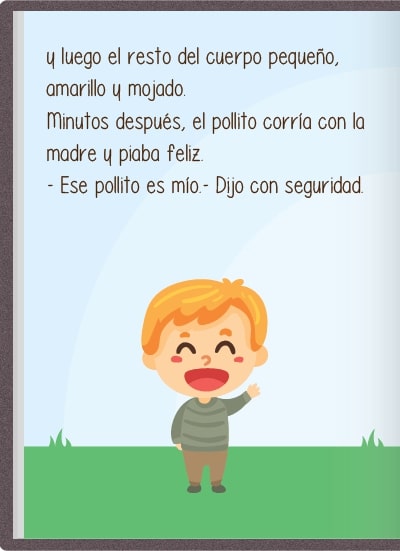 y luego el resto del cuerpo pequeño,
amarillo y mojado.
Minutos después, el pollito corría con la
madre y piaba feliz.
- Ese pollito es mío.- Dijo con seguridad.